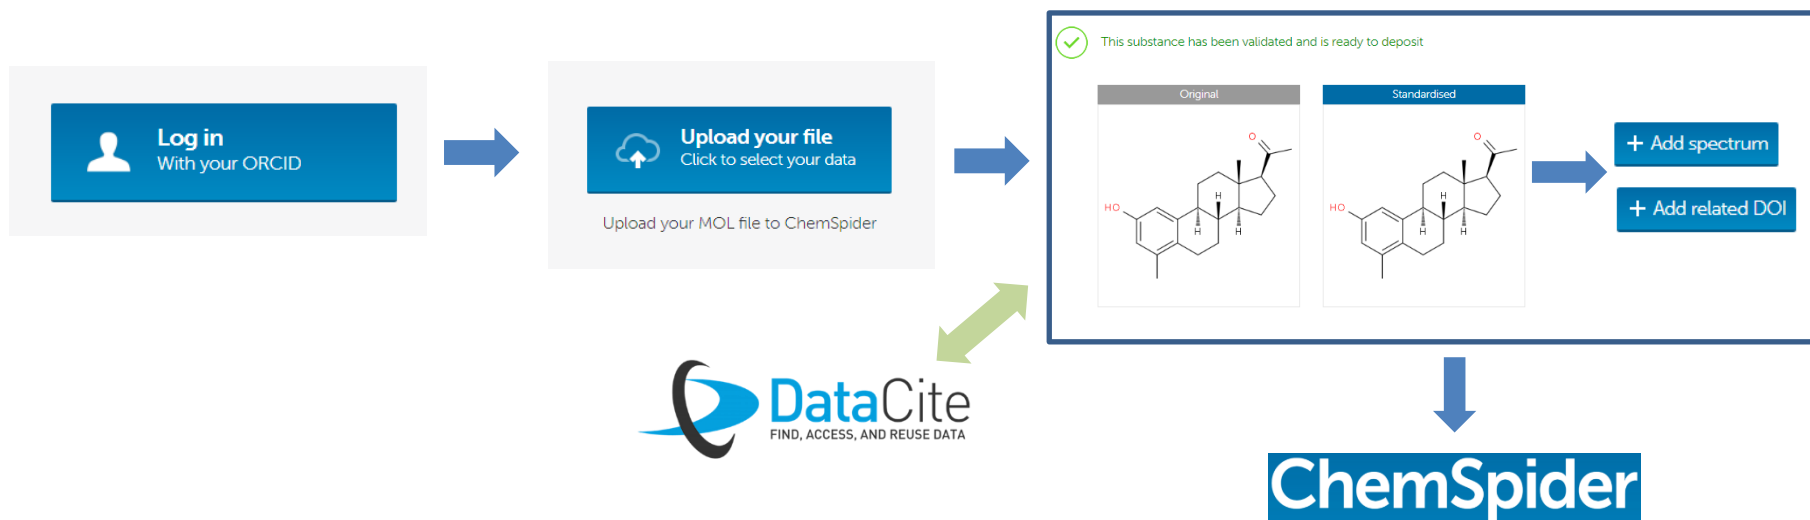 Log in
With your ORCID
Upload your file
Click to select your data
Upload your MOL file to ChemSpider
This substance has been validated and is ready to deposit
Original
Standardised
O
HO
H
H
H
O
HO
H
H
H
+ Add spectrum
+ Add related DOI
DataCite
FIND, ACCESS, AND REUSE DATA
ChemSpider